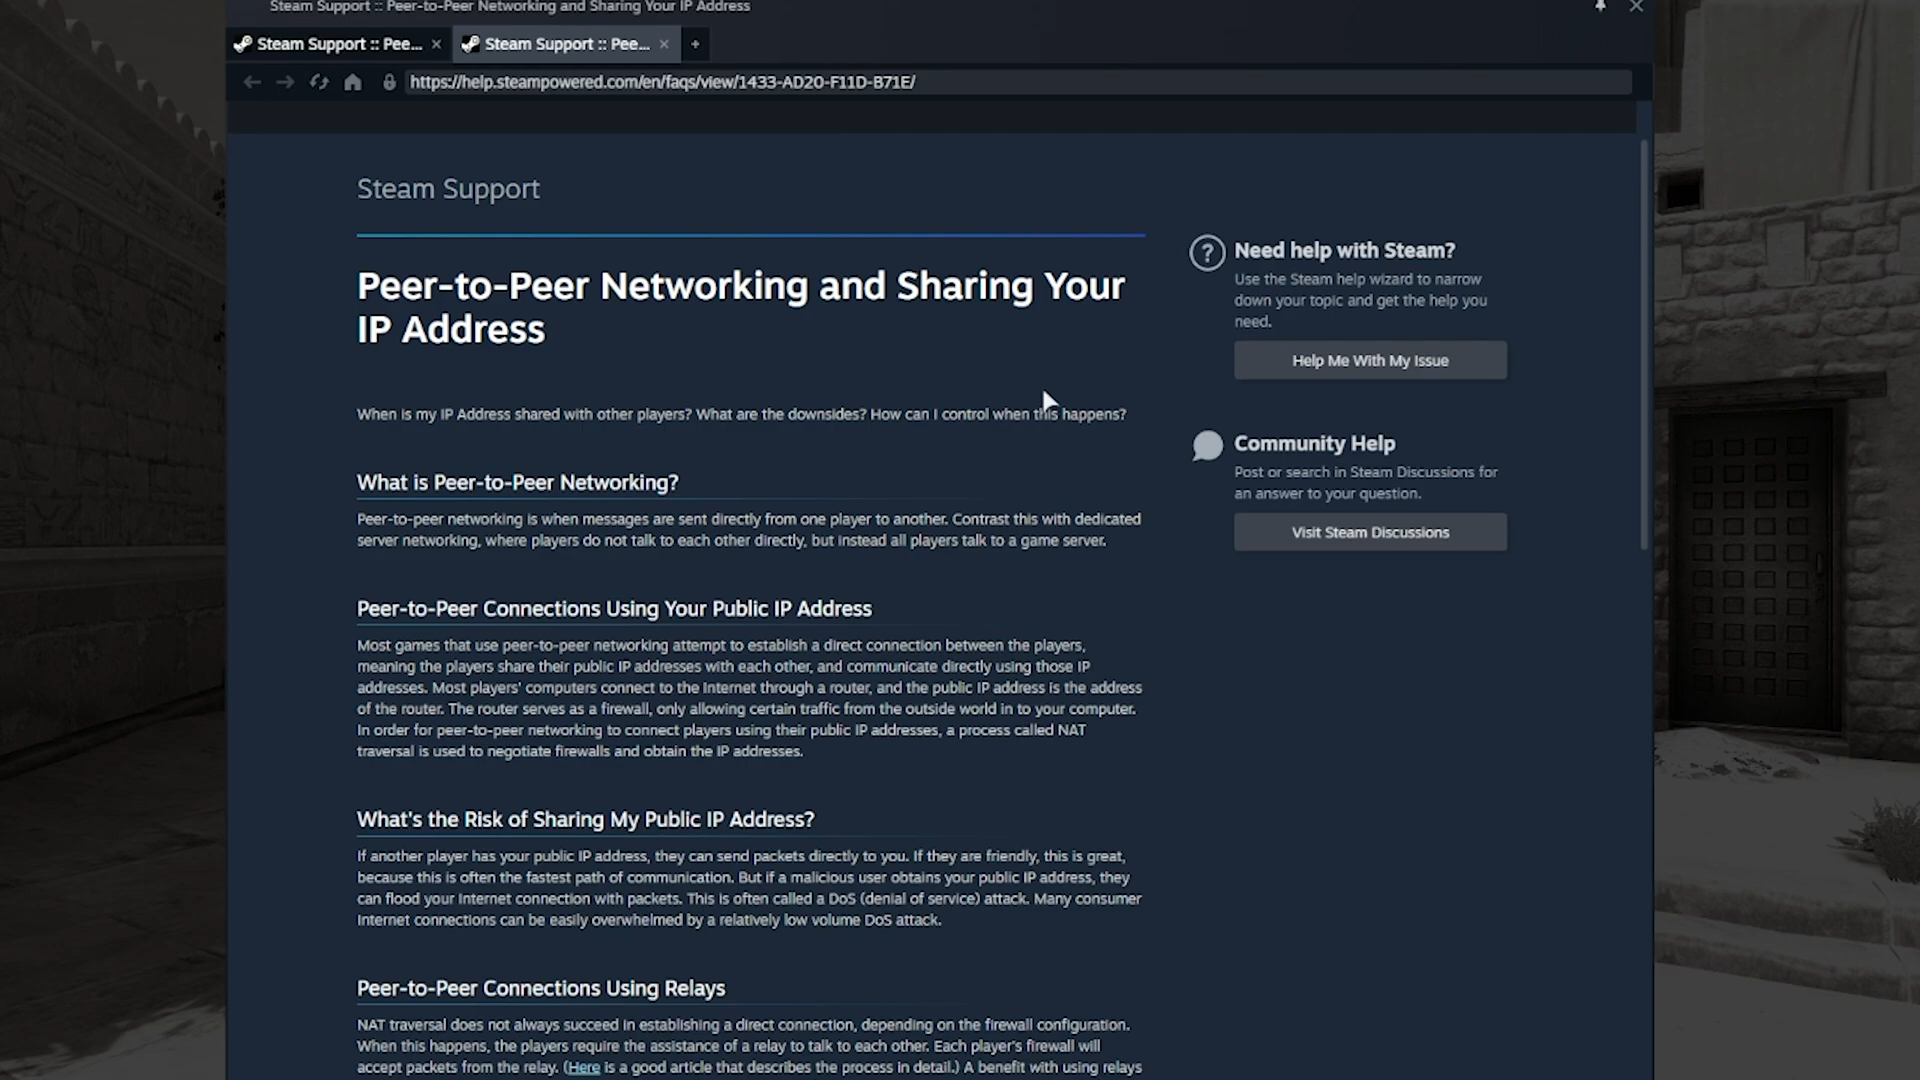 Steam Support :: Peer-to-Peer Networking and Sharing Your IP Address
Steam Support :: Pee...
Steam Support :: Pee...
https://help.steampowered.com/en/faqs/view/1433-AD20-F11D-B71E/
Steam Support
Peer-to-Peer Networking and Sharing Your
IP Address
When is my IP Address shared with other players? What are the downsides? How can I control when this happens?
What is Peer-to-Peer Networking?
Peer-to-peer networking is when messages are sent directly from one player to another. Contrast this with dedicated
server networking, where players do not talk to each other directly, but instead all players talk to a game server.
Peer-to-Peer Connections Using Your Public IP Address
Most games that use peer-to-peer networking attempt to establish a direct connection between the players,
meaning the players share their public IP addresses with each other, and communicate directly using those IP
addresses. Most players' computers connect to the Internet through a router, and the public IP address is the address
of the router. The router serves as a firewall, only allowing certain traffic from the outside world in to your computer.
In order for peer-to-peer networking to connect players using their public IP addresses, a process called NAT
traversal is used to negotiate firewalls and obtain the IP addresses.
What's the Risk of Sharing My Public IP Address?
If another player has your public IP address, they can send packets directly to you. If they are friendly, this is great,
because this is often the fastest path of communication. But if a malicious user obtains your public IP address, they
can flood your Internet connection with packets. This is often called a DoS (denial of service) attack. Many consumer
Internet connections can be easily overwhelmed by a relatively low volume DoS attack.
Peer-to-Peer Connections Using Relays
NAT traversal does not always succeed in establishing a direct connection, depending on the firewall configuration.
When this happens, the players require the assistance of a relay to talk to each other. Each player's firewall will
accept packets from the relay. (Here is a good article that describes the process in detail.) A benefit with using relays
Need help with Steam?
Use the Steam help wizard to narrow
down your topic and get the help you
need.
Help Me With My Issue
Community Help
Post or search in Steam Discussions for
an answer to your question.
Visit Steam Discussions